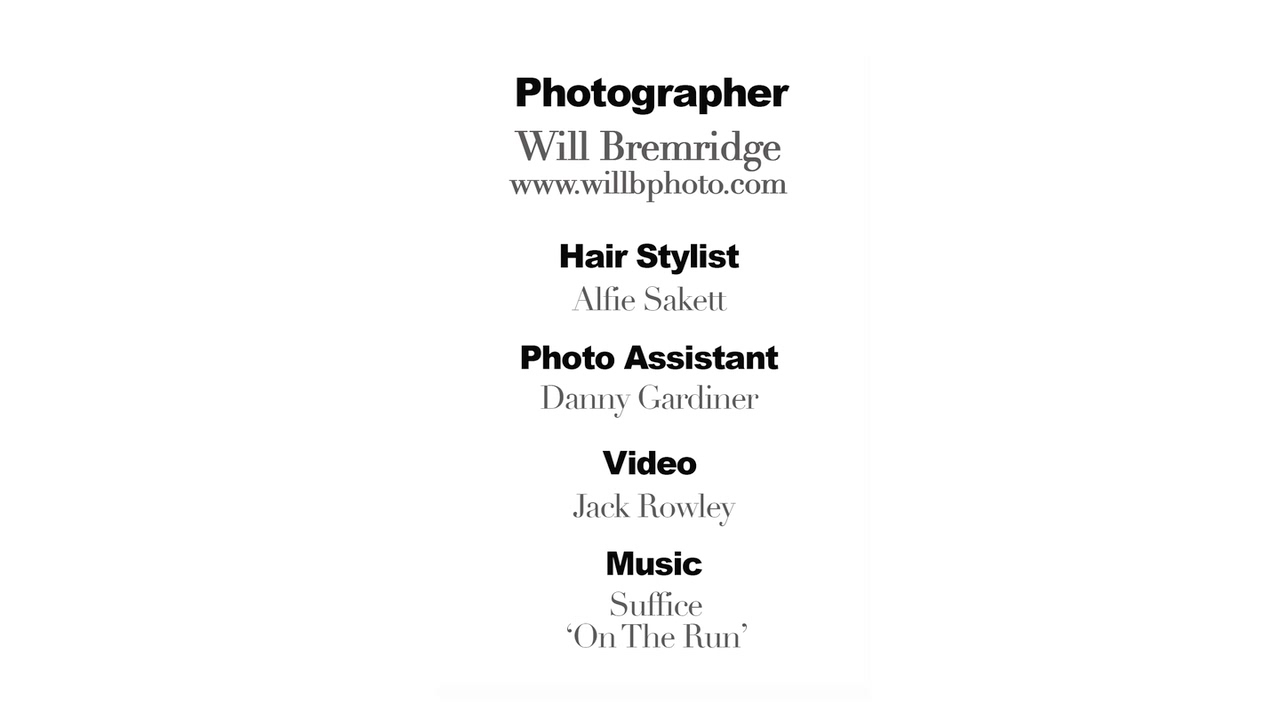 Photographer
Will Bremridge
www.willbphoto.com
Hair Stylist
Alfie Sakett
Photo Assistant
Danny Gardiner
Video
Jack Rowley
Music
Suffice
‘On The Run’